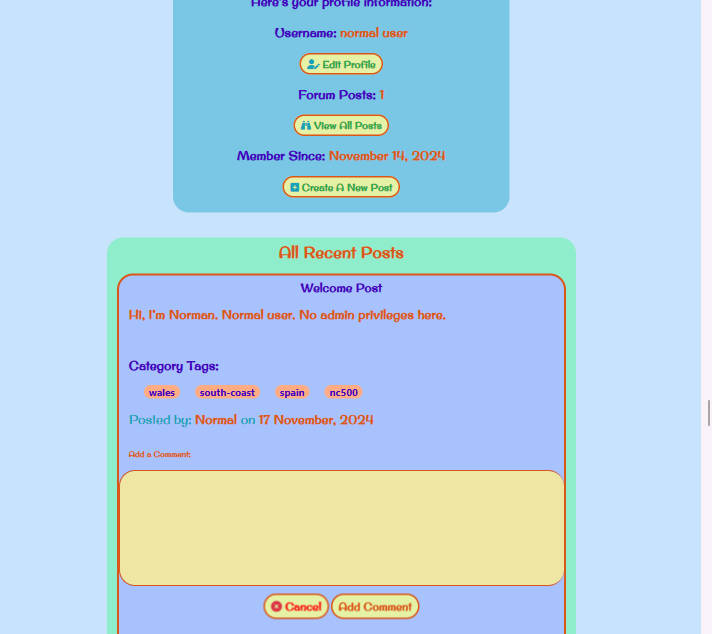 Here's your profile information:
Username: normal user
Edit Profile
Forum Posts: 1
View All Posts
Member Since: November 14, 2024
Create A New Post
All Recent Posts
Welcome Post
Hi, I'm Norman. Normal user. No admin privileges here.
Category Tags:
wales south-coast spain nc500
Posted by: Normal on 17 November, 2024
Add a Comment:
Cancel Add Comment